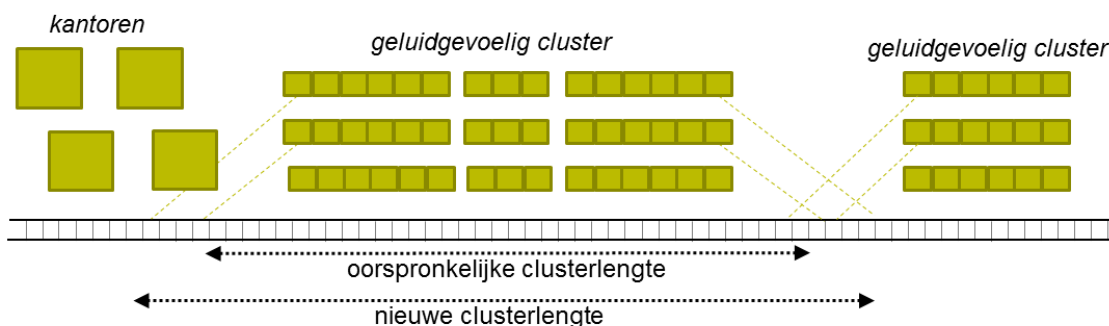 kantoren
geluidgevoelig cluster
geluidgevoelig cluster
oorspronkelijke clusterlengte
nieuwe clusterlengte